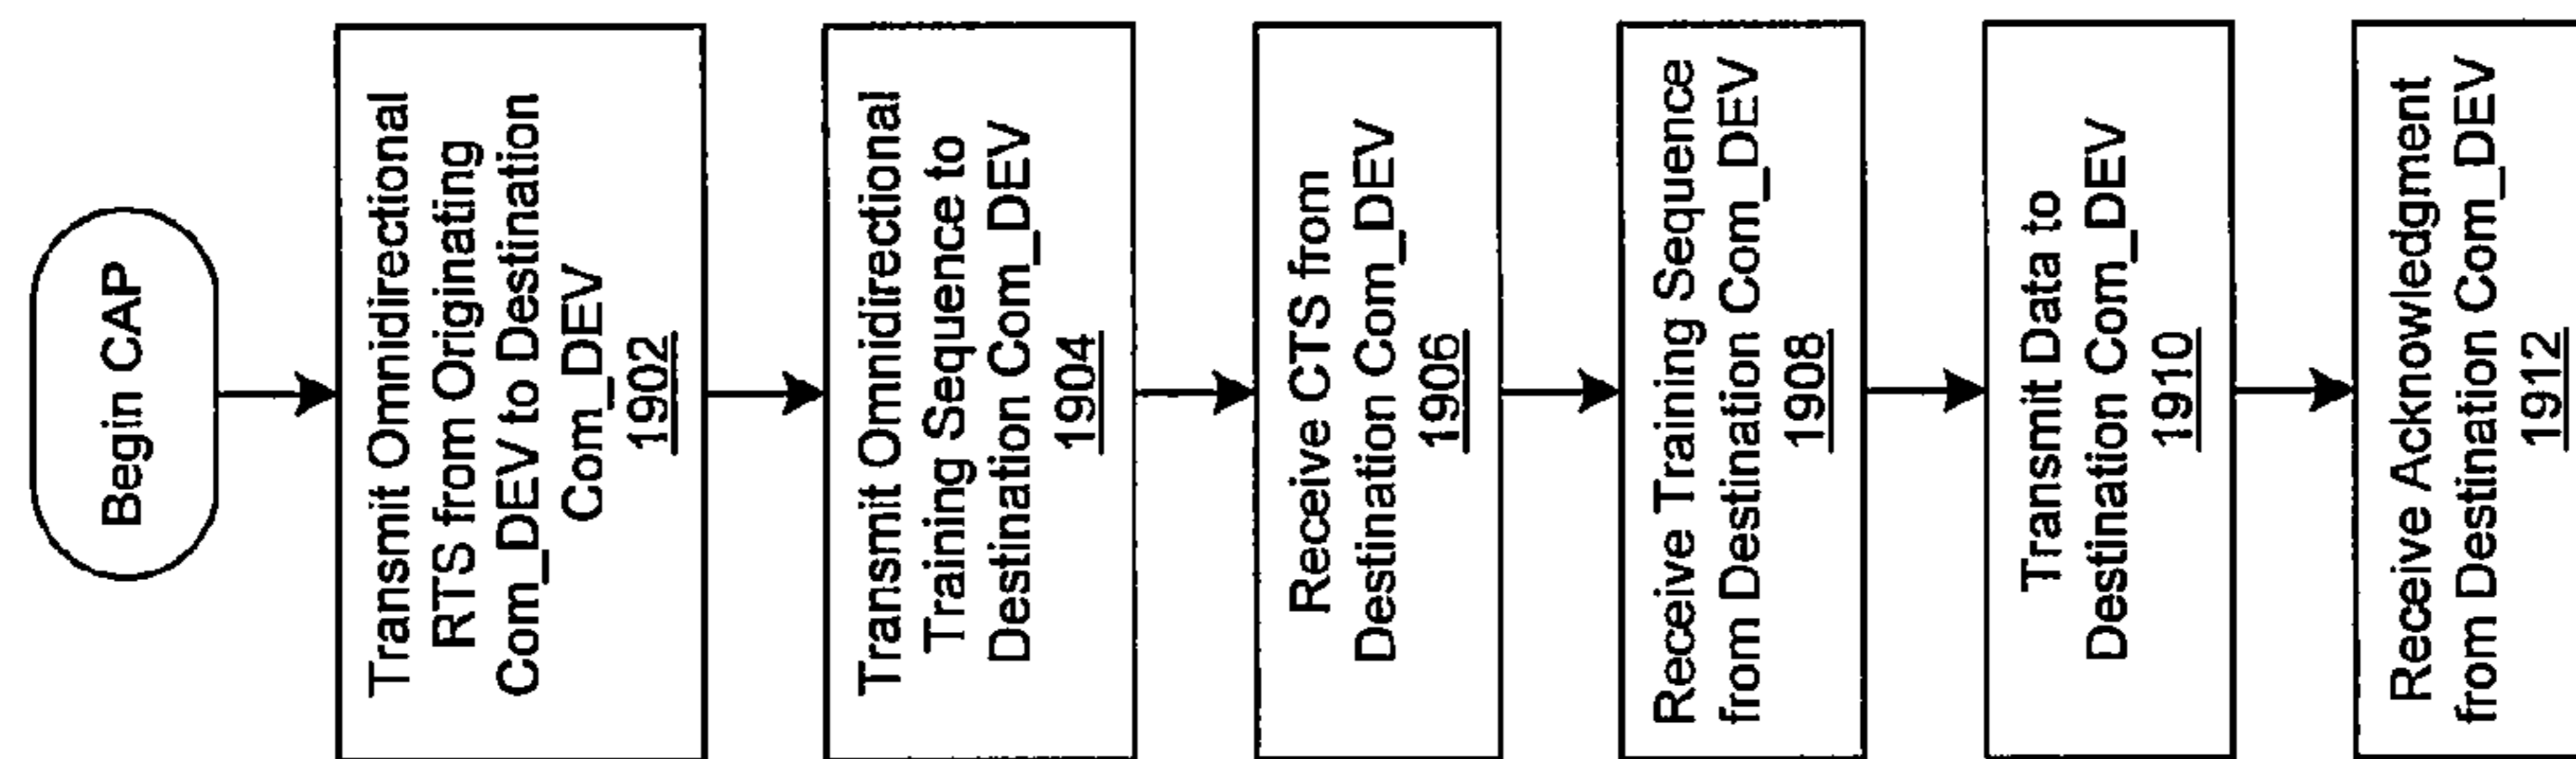 Begin CAP
Transmit Omnidirectional
RTS from Originating
Com_DEV to Destination
Com_DEV
1902
Transmit Omnidirectional
Training Sequence to
Destination Com_DEV
1904
Receive CTS from
Destination Com_DEV
1906
Receive Training Sequence
from Destination Com_DEV
1908
Transmit Data to
Destination Com_DEV
1910
Receive Acknowledgment
from Destination Com_DEV
1912